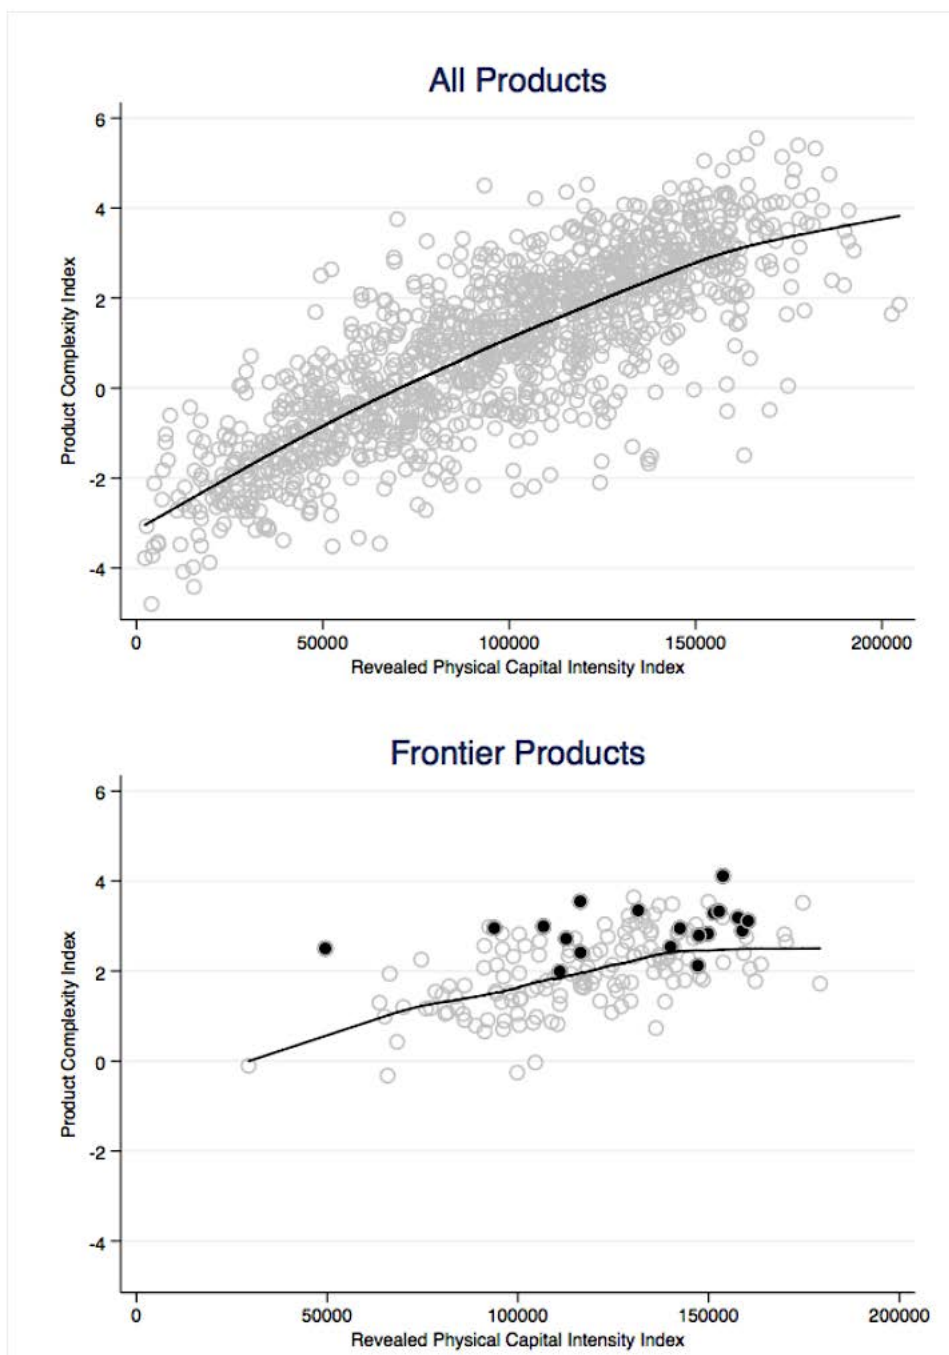 All Products
6
4
2
0
-2
-4
Product Complexity Index
0 50000 100000 150000 200000
Revealed Physical Capital Intensity Index
Frontier Products
6
4
2
0
-2
-4
Product Complexity Index
0 50000 100000 150000 200000
Revealed Physical Capital Intensity Index